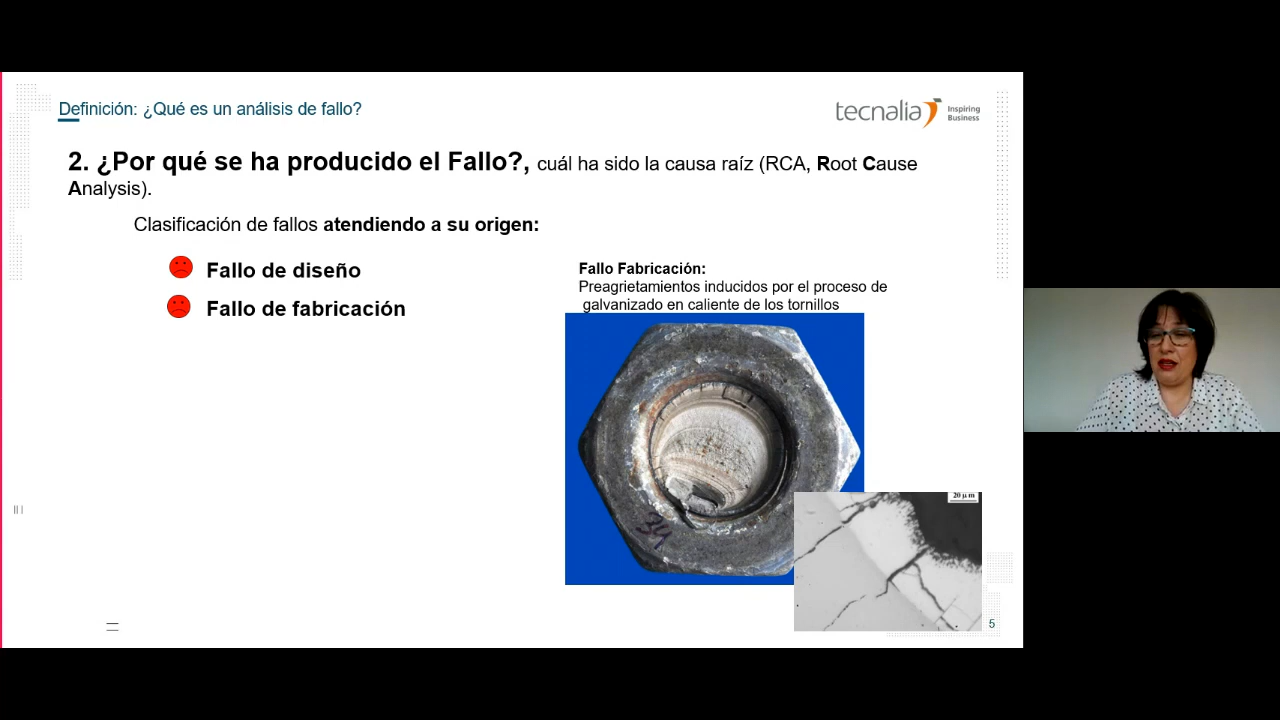 Definición: ¿Qué es un análisis de fallo?
tecnalia Inspiring
Business
2. ¿Por qué se ha producido el Fallo?, cuál ha sido la causa raíz (RCA, Root Cause
Analysis).
Clasificación de fallos atendiendo a su origen:
Fallo de diseño
Fallo de fabricación
Fallo Fabricación:
Preagrietamientos inducidos por el proceso de
galvanizado en caliente de los tornillos
34
20 µm
5